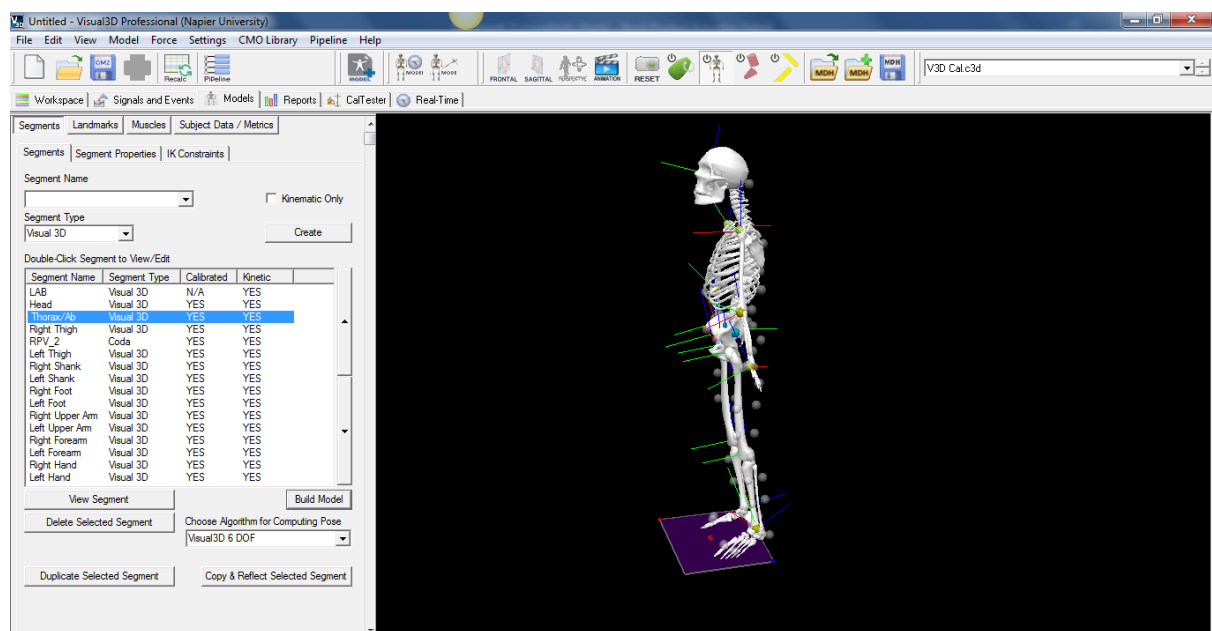 Untitled - Visual3D Professional (Napier University)
File Edit View Model Force Settings CMO Library Pipeline Help
CMZ Recalc PIDeline MODEL MODEL MODE FRONTAL SAGITTAL ANIMATION RESET MDH MDH MDH V3D Cal.c3d
Workspace Signals and Events Models Reports CalTester Real-Time
Segments Landmarks Muscles Subject Data / Metrics
Segments Segment Properties IK Constraints
Segment Name
Kinematic Only
Segment Type
Visual 3D Create
Double-Click Segment to View/Edit
Segment Name Segment Type Calibrated Kinetic
LAB Visual 3D N/A YES
Head Visual 3D YES YES
Thorax/Ab Visual 3D YES YES
Right Thigh Visual 3D YES YES
RPV_2 Coda YES YES
Left Thigh Visual 3D YES YES
Right Shank Visual 3D YES YES
Left Shank Visual 3D YES YES
Right Foot Visual 3D YES YES
Left Foot Visual 3D YES YES
Right Upper Arm Visual 3D YES YES
Left Upper Arm Visual 3D YES YES
Right Forearm Visual 3D YES YES
Left Forearm Visual 3D YES YES
Right Hand Visual 3D YES YES
Left Hand Visual 3D YES YES
View Segment Build Model
Delete Selected Segment Choose Algorithm for Computing Pose
Visual3D 6 DOF
Duplicate Selected Segment Copy & Reflect Selected Segment